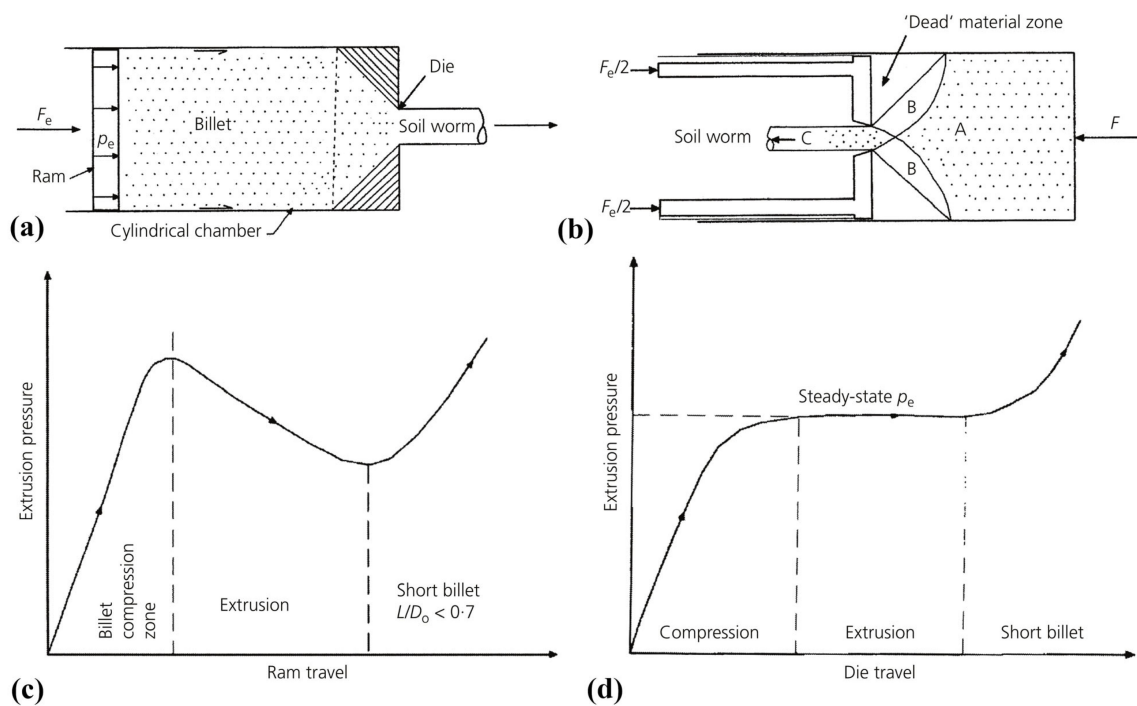 Die
F_e
p_e
Billet
Soil worm
Ram
Cylindrical chamber
(a)
'Dead' material zone
F_e/2
B
A
Soil worm
C
F
B
F_e/2
(b)
Extrusion pressure
Billet
compression
zone
Extrusion
Short billet
L/D_o < 0·7
Ram travel
(c)
Extrusion pressure
Steady-state p_e
Compression
Extrusion
Short billet
Die travel
(d)